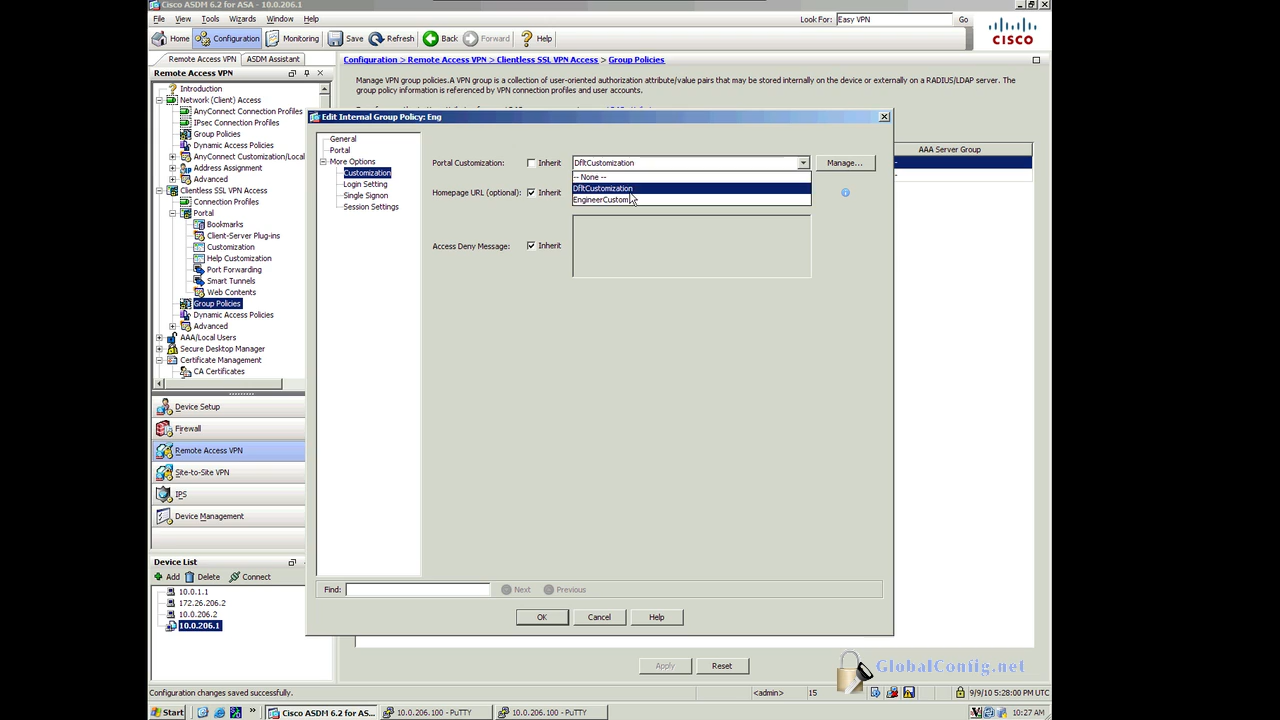 Cisco ASDM 6.2 for ASA - 10.0.206.1
File View Tools Wizards Window Help
Look For: Easy VPN Go
Home Configuration Monitoring Save Refresh Back Forward Help
CISCO
Remote Access VPN ASDM Assistant
Configuration > Remote Access VPN > Clientless SSL VPN Access > Group Policies
Remote Access VPN
Manage VPN group policies.A VPN group is a collection of user-oriented authorization attribute/value pairs that may be stored internally on the device or externally on a RADIUS/LDAP server. The
group policy information is referenced by VPN connection profiles and user accounts.
Introduction
Network (Client) Access
AnyConnect Connection Profiles
IPsec Connection Profiles
Group Policies
Dynamic Access Policies
AnyConnect Customization/Local
Address Assignment
Advanced
Clientless SSL VPN Access
Connection Profiles
Portal
Bookmarks
Client-Server Plug-ins
Customization
Help Customization
Port Forwarding
Smart Tunnels
Web Contents
Group Policies
Dynamic Access Policies
Advanced
AAA/Local Users
Secure Desktop Manager
Certificate Management
CA Certificates
Device Setup
Firewall
Remote Access VPN
Site-to-Site VPN
IPS
Device Management
Device List
Add Delete Connect
10.0.1.1
172.26.206.2
10.0.206.2
10.0.206.1
Edit Internal Group Policy: Eng
General
Portal
More Options
Customization
Login Setting
Single Signon
Session Settings
Portal Customization: Inherit DfltCustomization Manage...
-- None --
DfltCustomization
EngineerCustom
Homepage URL (optional): Inherit
Access Deny Message: Inherit
Find: Next Previous
OK Cancel Help
AAA Server Group
Apply Reset
GlobalConfig.net
Configuration changes saved successfully.
<admin> 15 9/9/10 5:28:00 PM UTC
Start Cisco ASDM 6.2 for ASA... 10.0.206.100 - PuTTY 10.0.206.100 - PuTTY 10:27 AM